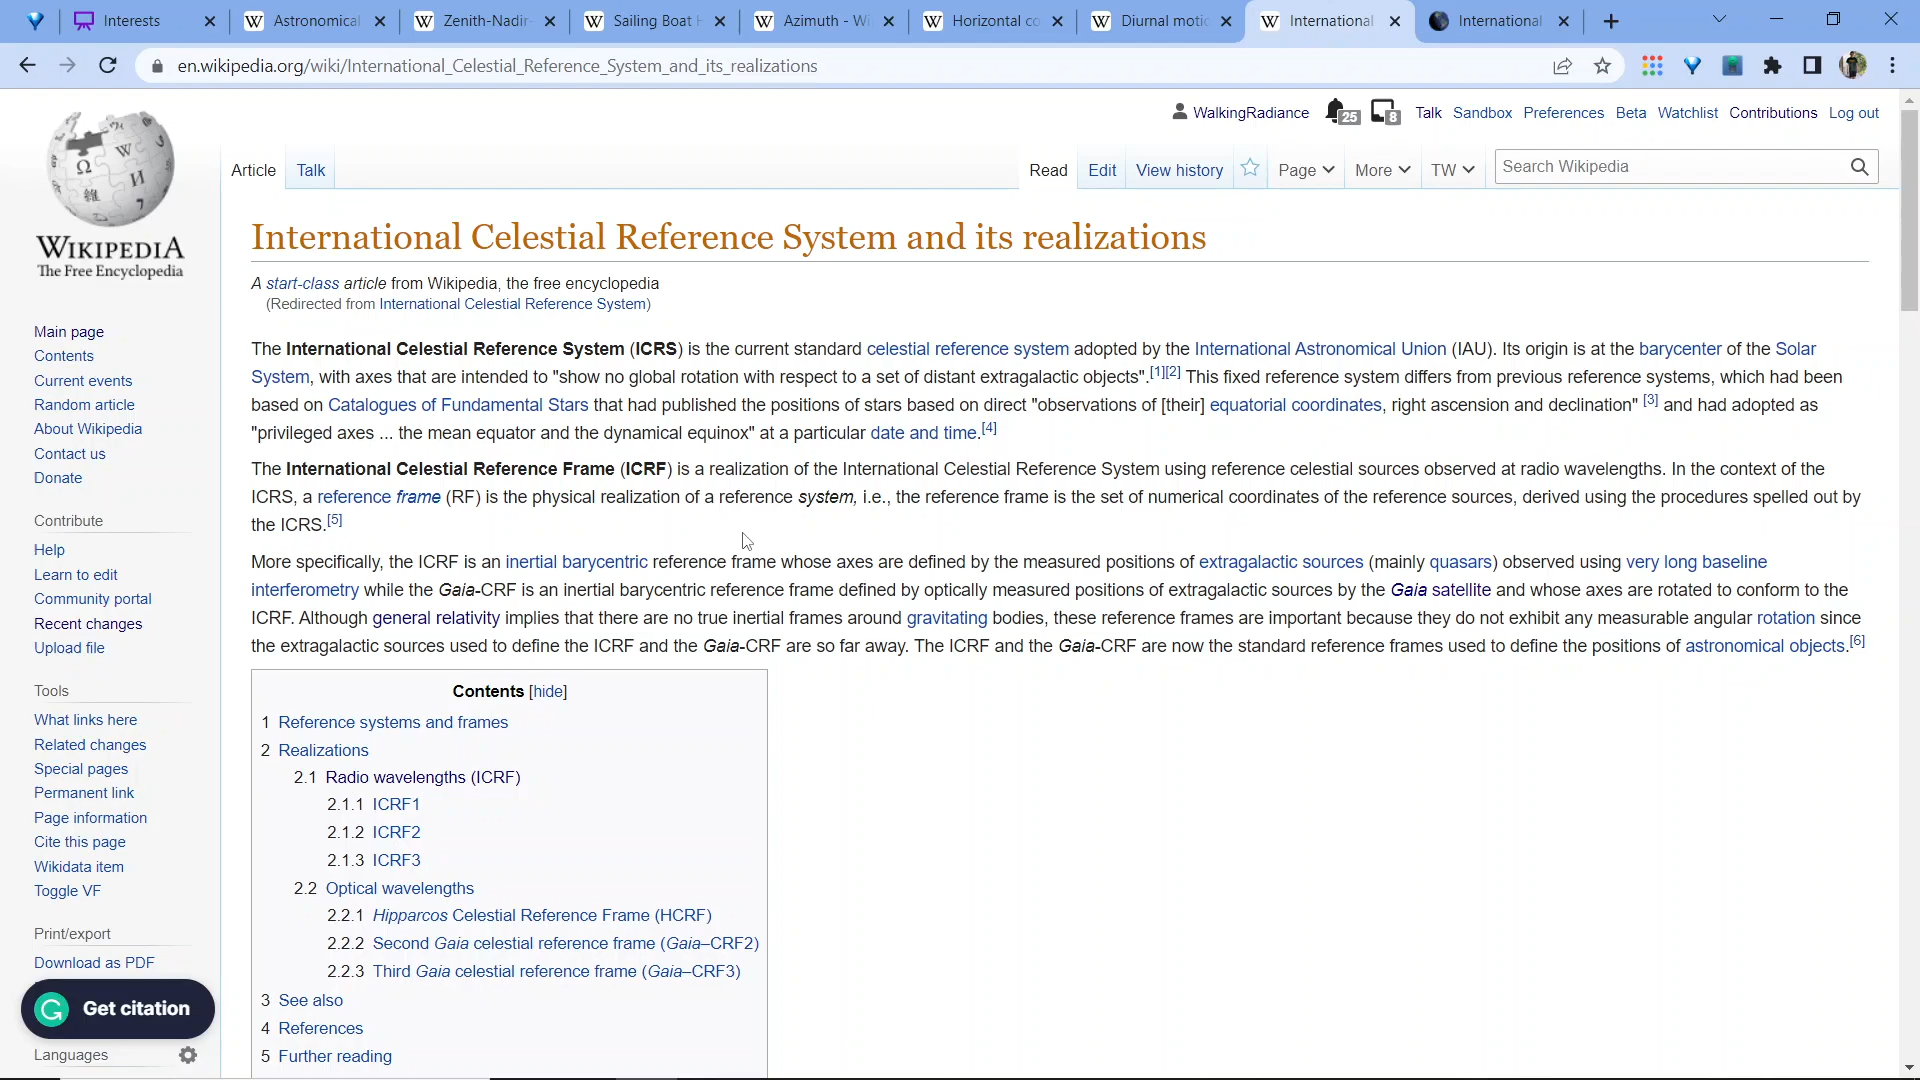 Interests
Astronomical
Zenith-Nadir-
Sailing Boat H
Azimuth - Wi
Horizontal co
Diurnal motio
International
International
en.wikipedia.org/wiki/International_Celestial_Reference_System_and_its_realizations
WalkingRadiance 25 8 Talk Sandbox Preferences Beta Watchlist Contributions Log out
Article Talk Read Edit View history Page More TW Search Wikipedia
WIKIPEDIA
The Free Encyclopedia
Main page
Contents
Current events
Random article
About Wikipedia
Contact us
Donate
Contribute
Help
Learn to edit
Community portal
Recent changes
Upload file
Tools
What links here
Related changes
Special pages
Permanent link
Page information
Cite this page
Wikidata item
Toggle VF
Print/export
Download as PDF
Get citation
Languages
International Celestial Reference System and its realizations
A start-class article from Wikipedia, the free encyclopedia
(Redirected from International Celestial Reference System)
The International Celestial Reference System (ICRS) is the current standard celestial reference system adopted by the International Astronomical Union (IAU). Its origin is at the barycenter of the Solar
System, with axes that are intended to "show no global rotation with respect to a set of distant extragalactic objects".[1][2] This fixed reference system differs from previous reference systems, which had been
based on Catalogues of Fundamental Stars that had published the positions of stars based on direct "observations of [their] equatorial coordinates, right ascension and declination" [3] and had adopted as
"privileged axes ... the mean equator and the dynamical equinox" at a particular date and time.[4]
The International Celestial Reference Frame (ICRF) is a realization of the International Celestial Reference System using reference celestial sources observed at radio wavelengths. In the context of the
ICRS, a reference frame (RF) is the physical realization of a reference system, i.e., the reference frame is the set of numerical coordinates of the reference sources, derived using the procedures spelled out by
the ICRS.[5]
More specifically, the ICRF is an inertial barycentric reference frame whose axes are defined by the measured positions of extragalactic sources (mainly quasars) observed using very long baseline
interferometry while the Gaia-CRF is an inertial barycentric reference frame defined by optically measured positions of extragalactic sources by the Gaia satellite and whose axes are rotated to conform to the
ICRF. Although general relativity implies that there are no true inertial frames around gravitating bodies, these reference frames are important because they do not exhibit any measurable angular rotation since
the extragalactic sources used to define the ICRF and the Gaia-CRF are so far away. The ICRF and the Gaia-CRF are now the standard reference frames used to define the positions of astronomical objects.[6]
Contents [hide]
1 Reference systems and frames
2 Realizations
2.1 Radio wavelengths (ICRF)
2.1.1 ICRF1
2.1.2 ICRF2
2.1.3 ICRF3
2.2 Optical wavelengths
2.2.1 Hipparcos Celestial Reference Frame (HCRF)
2.2.2 Second Gaia celestial reference frame (Gaia–CRF2)
2.2.3 Third Gaia celestial reference frame (Gaia–CRF3)
3 See also
4 References
5 Further reading